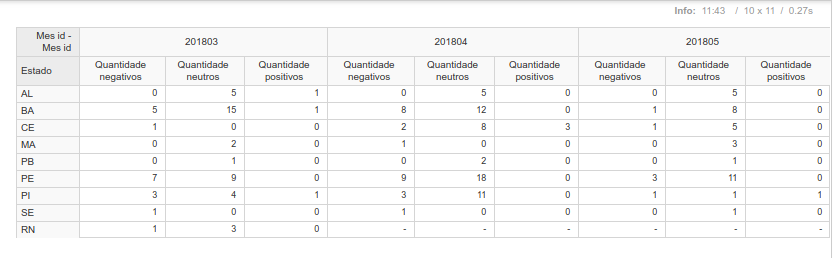 Info: 11:43 / 10 x 11 / 0.27s
Mes id - 201803 201804 201805
Mes id
Estado Quantidade Quantidade Quantidade Quantidade Quantidade Quantidade Quantidade Quantidade Quantidade
negativos neutros positivos negativos neutros positivos negativos neutros positivos
AL 0 5 1 0 5 0 0 5 0
BA 5 15 1 8 12 0 1 8 0
CE 1 0 0 2 8 3 1 5 0
MA 0 2 0 1 0 0 0 3 0
PB 0 1 0 0 2 0 0 1 0
PE 7 9 0 9 18 0 3 11 0
PI 3 4 1 3 11 0 1 1 1
SE 1 0 0 1 0 0 0 1 0
RN 1 3 0 - - - - - -